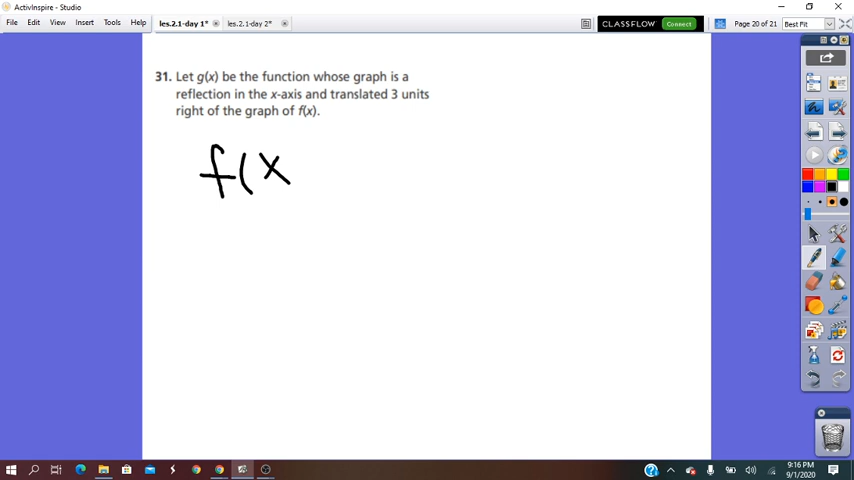 ActivInspire - Studio
File Edit View Insert Tools Help
les.2.1-day 1* les.2.1-day 2*
CLASSFLOW Connect
Page 20 of 21 Best Fit
31. Let g(x) be the function whose graph is a
reflection in the x-axis and translated 3 units
right of the graph of f(x).
f(x
9:16 PM
9/1/2020